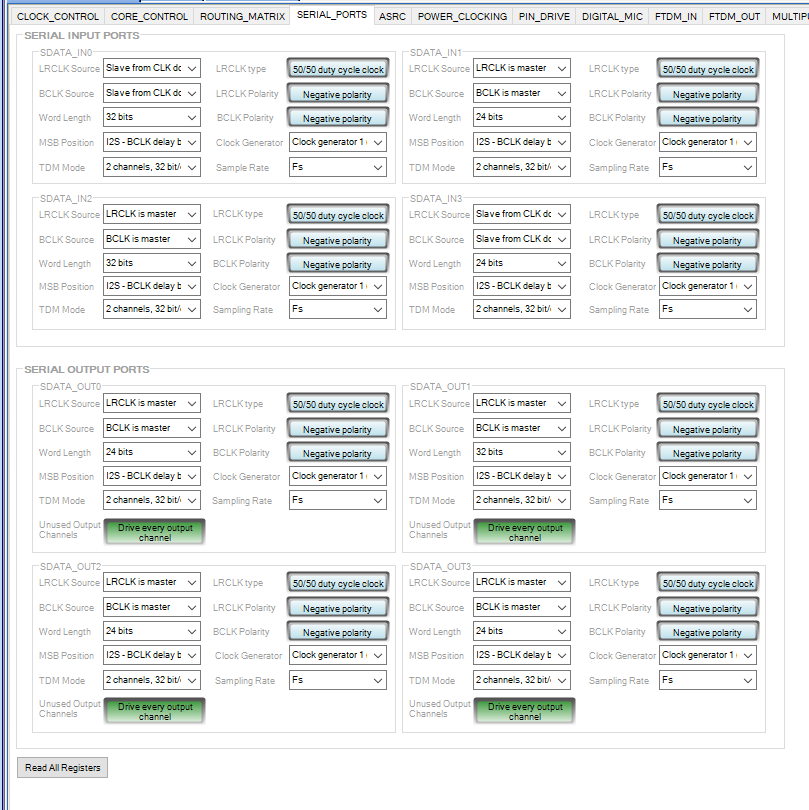 CLOCK_CONTROL CORE_CONTROL ROUTING_MATRIX SERIAL_PORTS ASRC POWER_CLOCKING PIN_DRIVE DIGITAL_MIC FTDM_IN FTDM_OUT MULTIPI
SERIAL INPUT PORTS
SDATA_IN0
LRCLK Source Slave from CLK dc LRCLK type 50/50 duty cycle clock
BCLK Source Slave from CLK dc LRCLK Polarity Negative polarity
Word Length 32 bits BCLK Polarity Negative polarity
MSB Position I2S - BCLK delay b Clock Generator Clock generator 1 (
TDM Mode 2 channels, 32 bit/ Sample Rate Fs
SDATA_IN1
LRCLK Source LRCLK is master LRCLK type 50/50 duty cycle clock
BCLK Source BCLK is master LRCLK Polarity Negative polarity
Word Length 24 bits BCLK Polarity Negative polarity
MSB Position I2S - BCLK delay b Clock Generator Clock generator 1 (
TDM Mode 2 channels, 32 bit/ Sampling Rate Fs
SDATA_IN2
LRCLK Source LRCLK is master LRCLK type 50/50 duty cycle clock
BCLK Source BCLK is master LRCLK Polarity Negative polarity
Word Length 32 bits BCLK Polarity Negative polarity
MSB Position I2S - BCLK delay b Clock Generator Clock generator 1 (
TDM Mode 2 channels, 32 bit/ Sampling Rate Fs
SDATA_IN3
LRCLK Source Slave from CLK dc LRCLK type 50/50 duty cycle clock
BCLK Source Slave from CLK dc LRCLK Polarity Negative polarity
Word Length 24 bits BCLK Polarity Negative polarity
MSB Position I2S - BCLK delay b Clock Generator Clock generator 1 (
TDM Mode 2 channels, 32 bit/ Sampling Rate Fs
SERIAL OUTPUT PORTS
SDATA_OUT0
LRCLK Source LRCLK is master LRCLK type 50/50 duty cycle clock
BCLK Source BCLK is master LRCLK Polarity Negative polarity
Word Length 24 bits BCLK Polarity Negative polarity
MSB Position I2S - BCLK delay b Clock Generator Clock generator 1 (
TDM Mode 2 channels, 32 bit/ Sampling Rate Fs
Unused Output Drive every output
Channels channel
SDATA_OUT1
LRCLK Source LRCLK is master LRCLK type 50/50 duty cycle clock
BCLK Source BCLK is master LRCLK Polarity Negative polarity
Word Length 32 bits BCLK Polarity Negative polarity
MSB Position I2S - BCLK delay b Clock Generator Clock generator 1 (
TDM Mode 2 channels, 32 bit/ Sampling Rate Fs
Unused Output Drive every output
Channels channel
SDATA_OUT2
LRCLK Source LRCLK is master LRCLK type 50/50 duty cycle clock
BCLK Source BCLK is master LRCLK Polarity Negative polarity
Word Length 24 bits BCLK Polarity Negative polarity
MSB Position I2S - BCLK delay b Clock Generator Clock generator 1 (
TDM Mode 2 channels, 32 bit/ Sampling Rate Fs
Unused Output Drive every output
Channels channel
SDATA_OUT3
LRCLK Source LRCLK is master LRCLK type 50/50 duty cycle clock
BCLK Source BCLK is master LRCLK Polarity Negative polarity
Word Length 24 bits BCLK Polarity Negative polarity
MSB Position I2S - BCLK delay b Clock Generator Clock generator 1 (
TDM Mode 2 channels, 32 bit/ Sampling Rate Fs
Unused Output Drive every output
Channels channel
Read All Registers